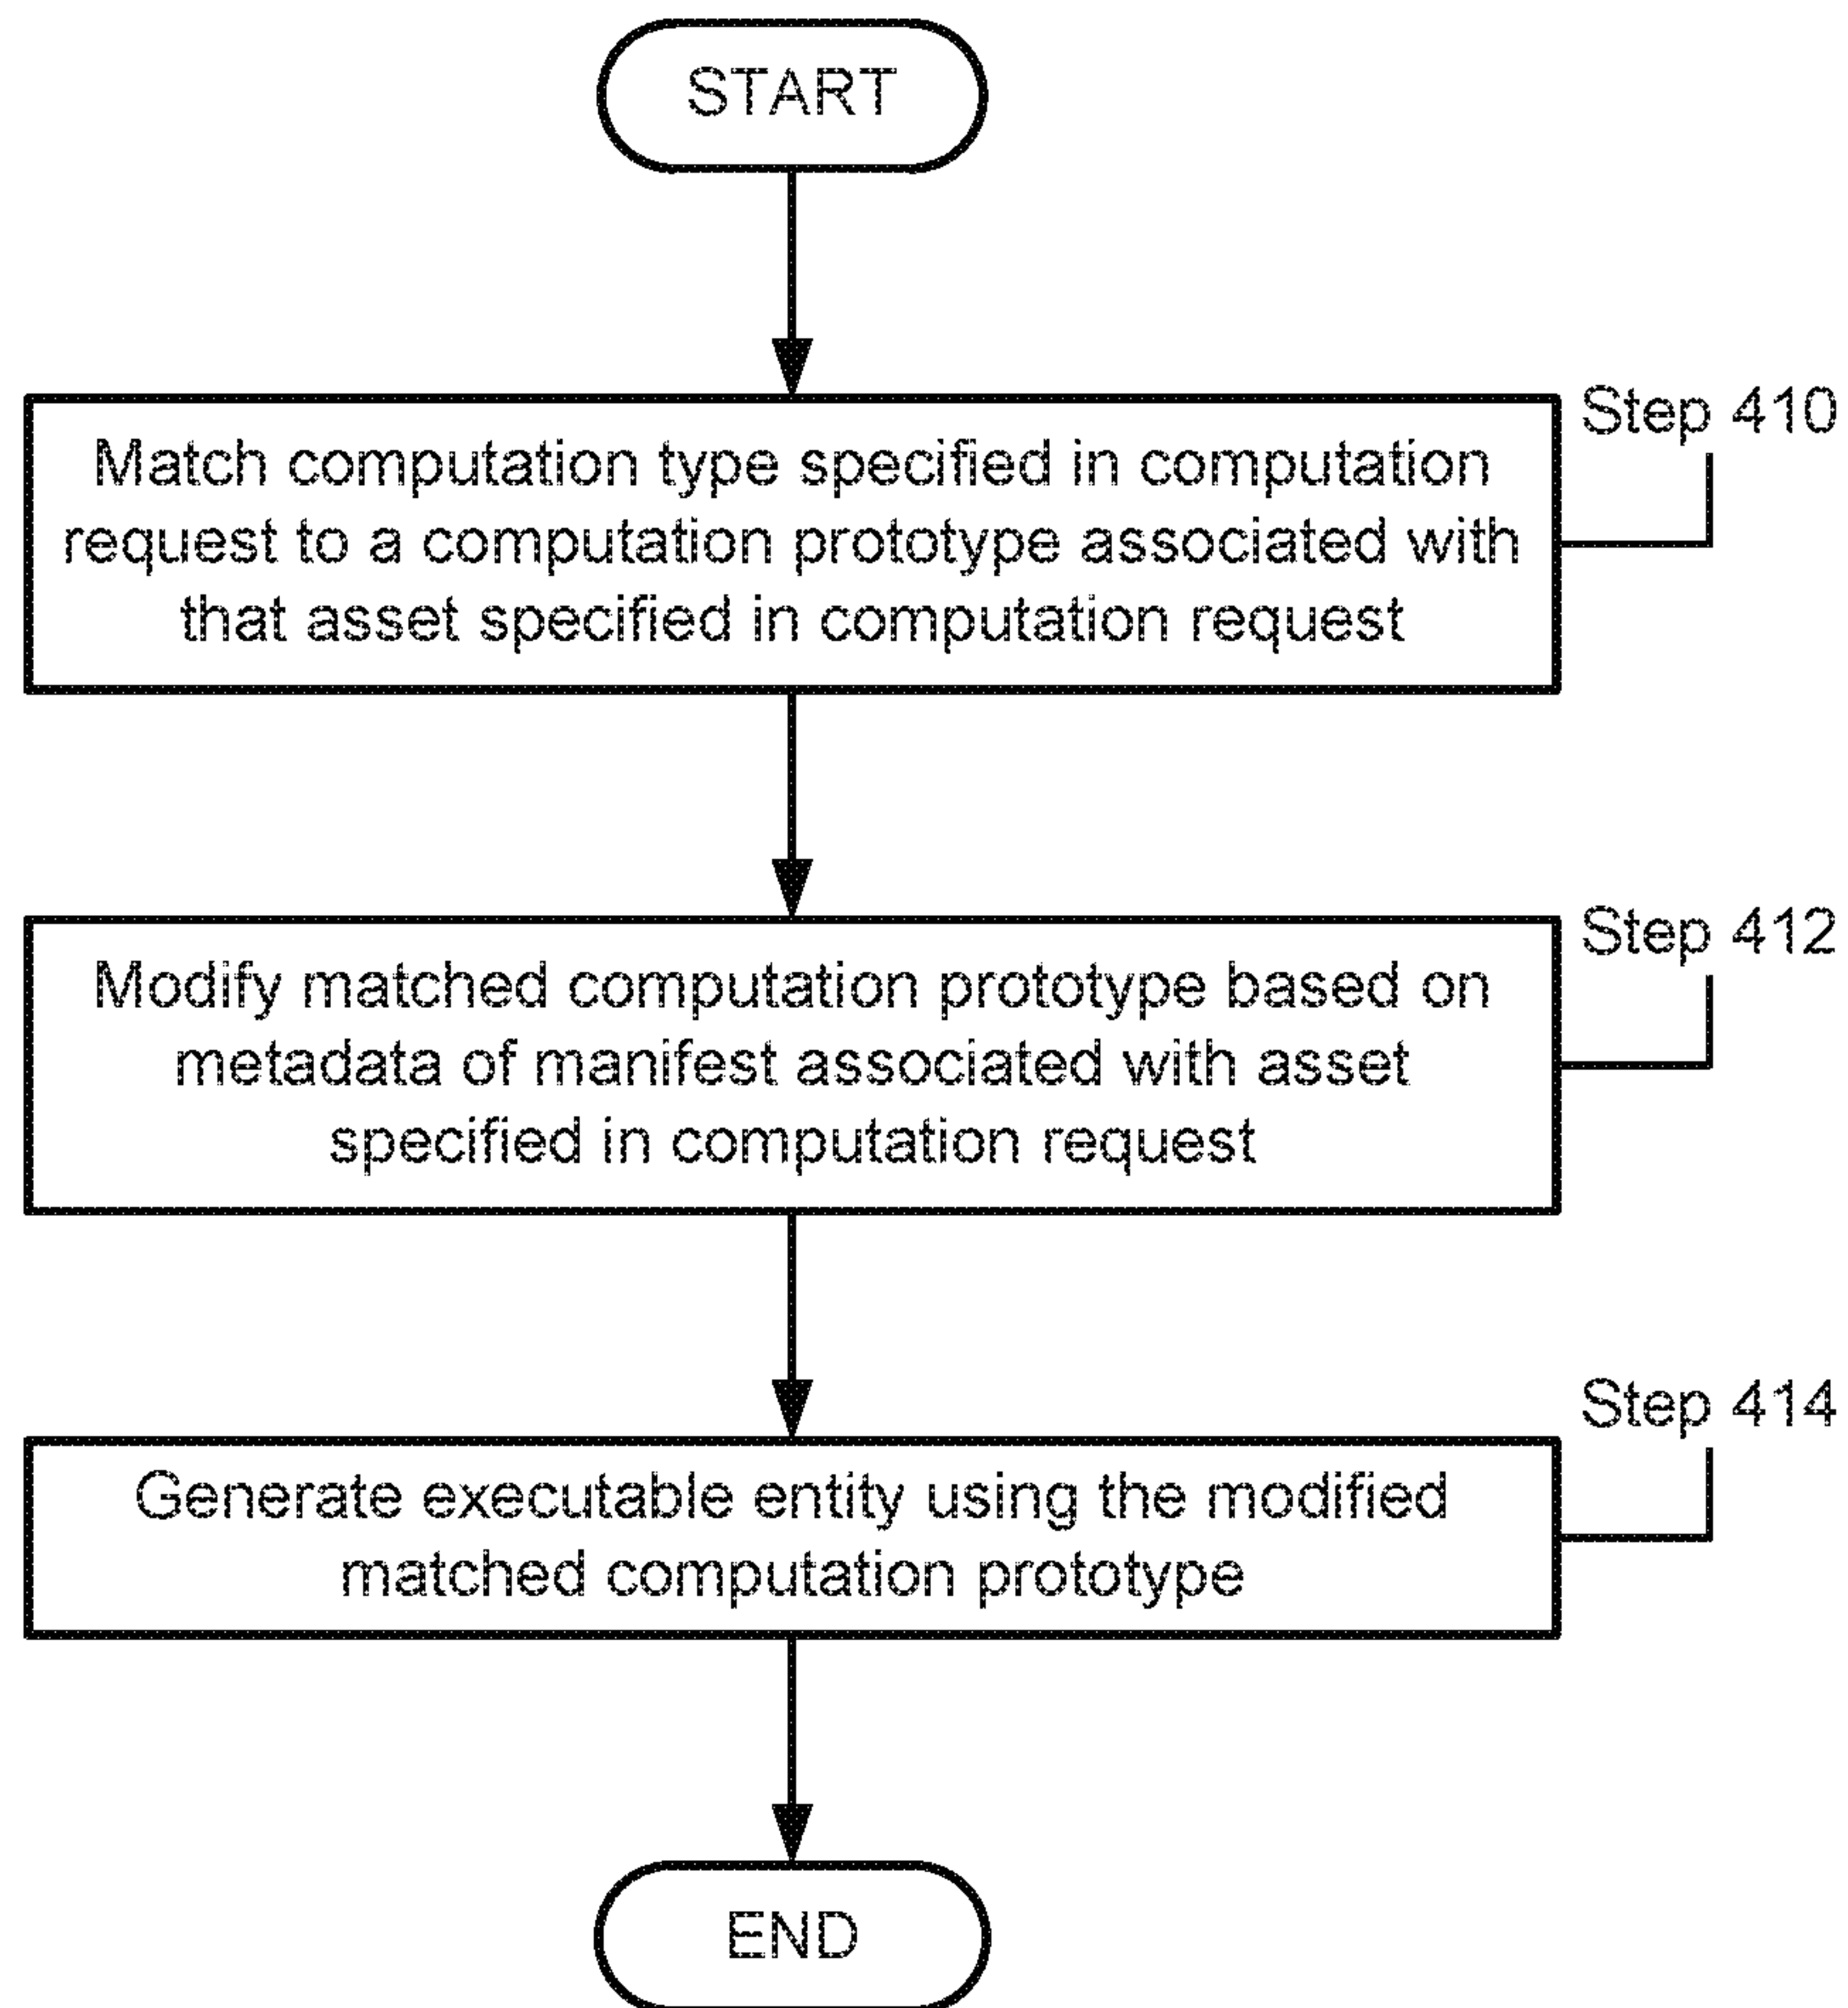 START
Step 410
Match computation type specified in computation
request to a computation prototype associated with
that asset specified in computation request
Step 412
Modify matched computation prototype based on
metadata of manifest associated with asset
specified in computation request
Step 414
Generate executable entity using the modified
matched computation prototype
END